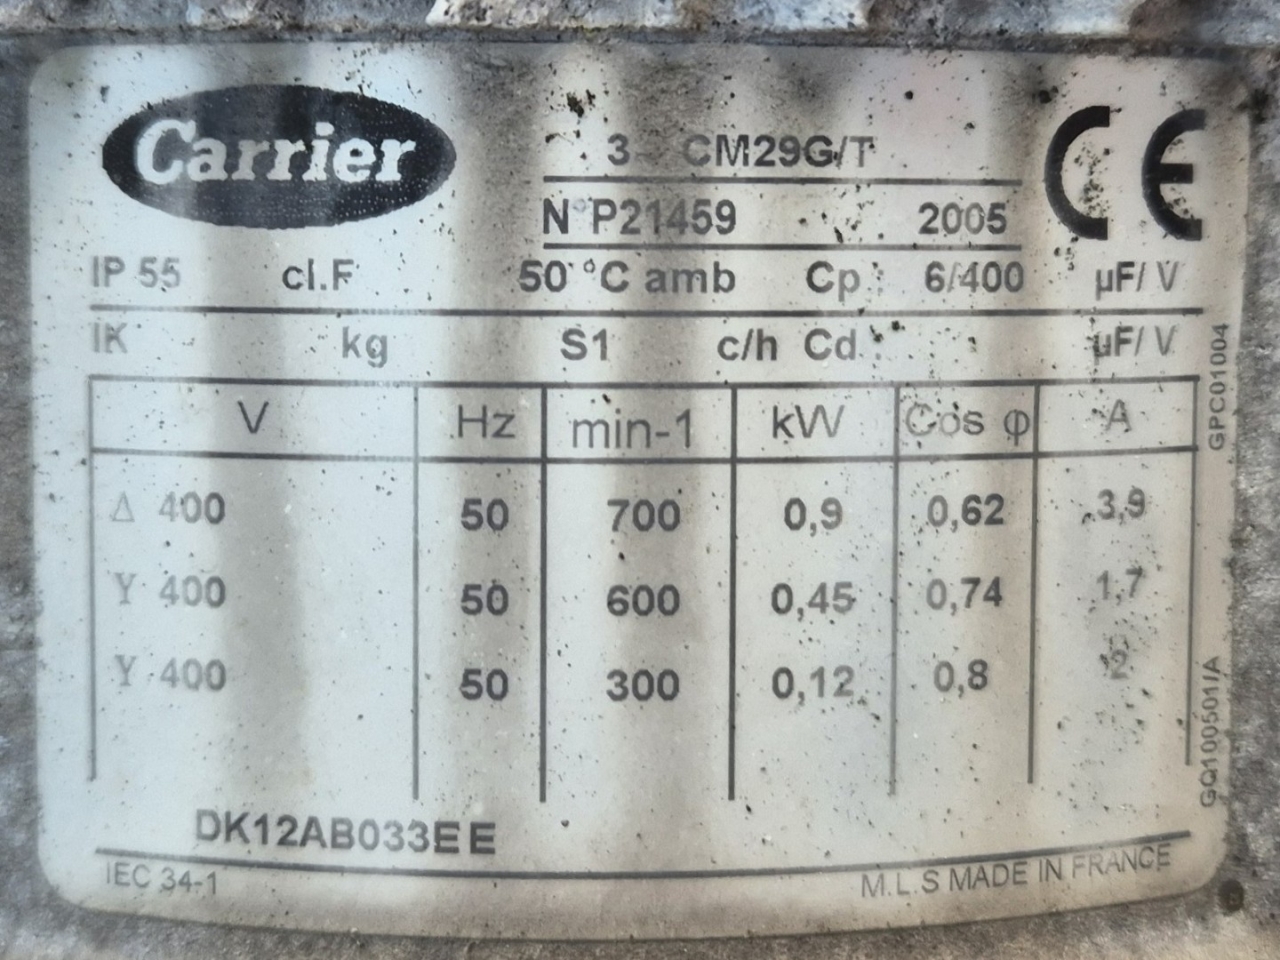 Carrier
3~ CM29G/T
N° P21459 2005
CE
IP 55 cl.F 50 °C amb Cp : 6/400 µF/ V
IK kg S1 c/h Cd : µF/ V
V Hz min-1 kW Cos φ A
Δ 400 50 700 0,9 0,62 3,9
Y 400 50 600 0,45 0,74 1,7
Y 400 50 300 0,12 0,8
DK12AB033EE
IEC 34-1 M.L.S MADE IN FRANCE
GPC01004
GQ100501/A